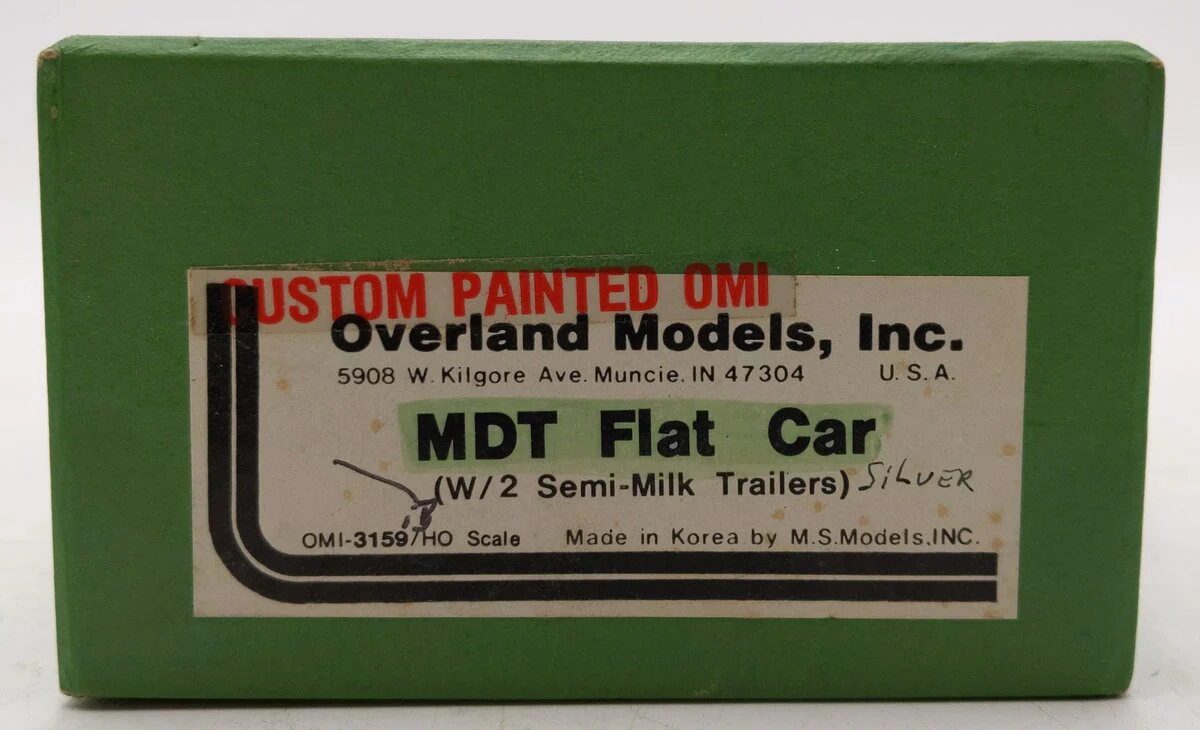 CUSTOM PAINTED OMI
Overland Models, Inc.
5908 W. Kilgore Ave. Muncie, IN 47304 U. S. A.
MDT Flat Car
(W/2 Semi-Milk Trailers) SILVER
OMI-3159/HO Scale Made in Korea by M.S.Models,INC.